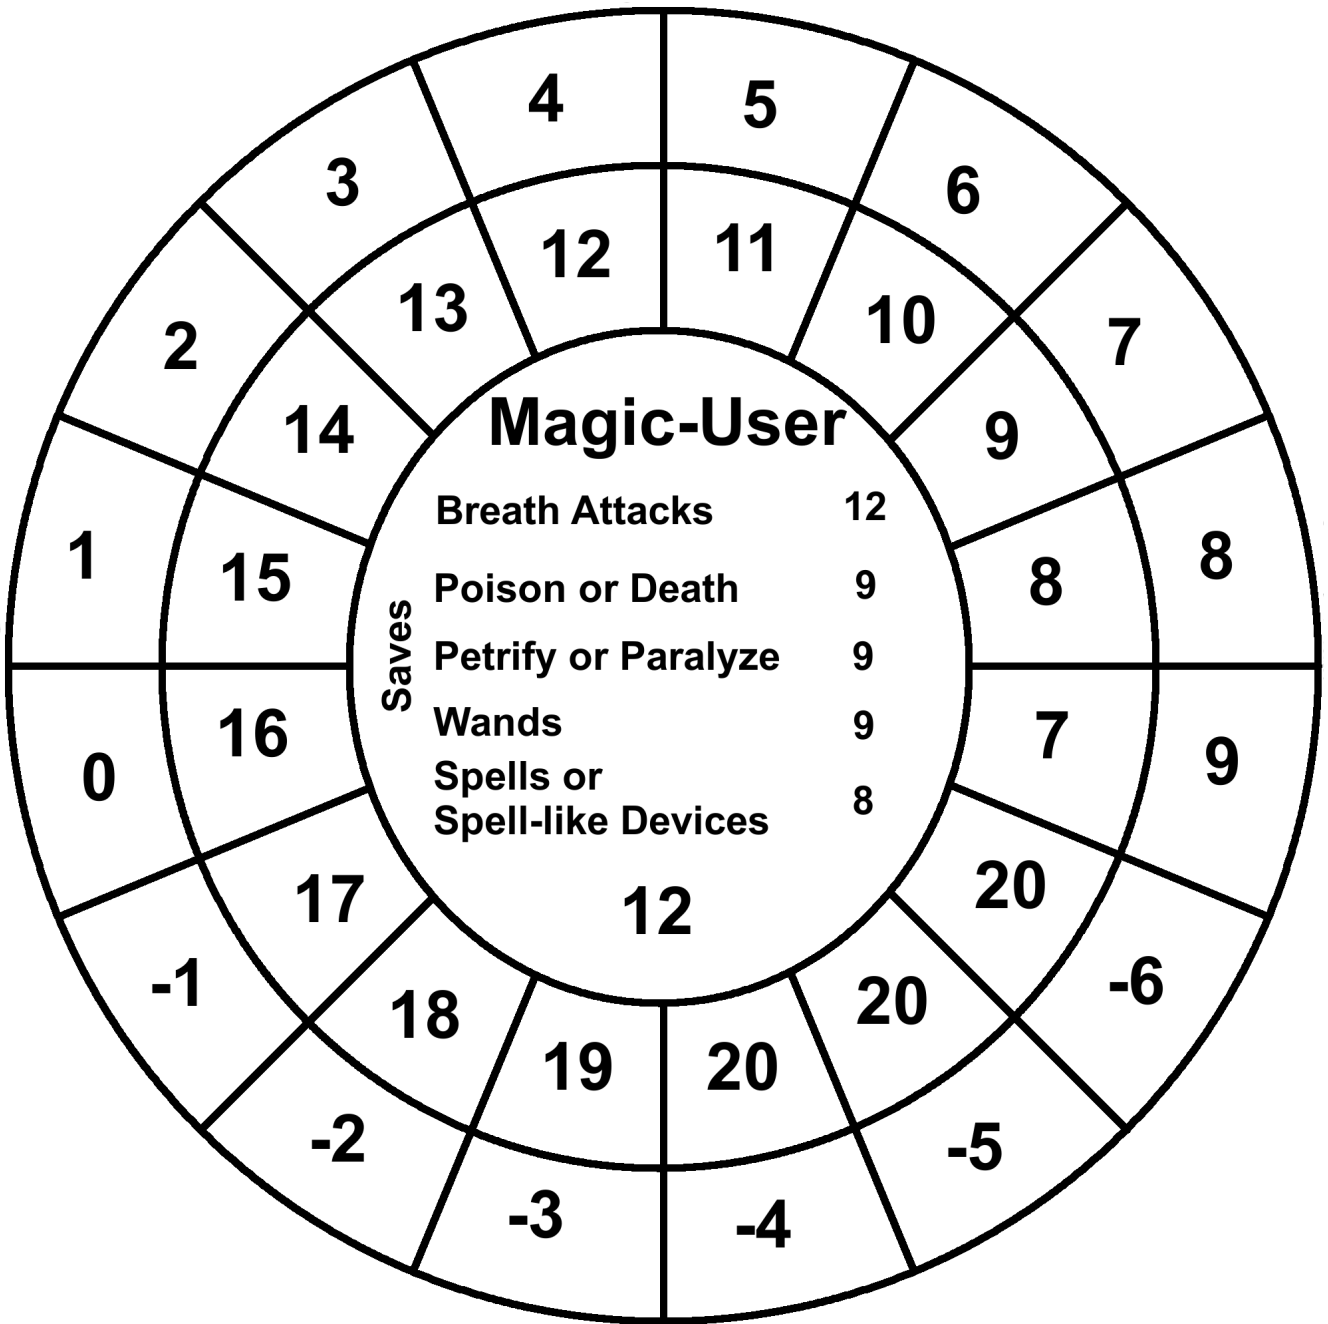 4 5
3 6
12 11
13 10
2 7
14 9
Magic-User
Breath Attacks 12
1 8
15 8
Saves
Poison or Death 9
Petrify or Paralyze 9
Wands 9
16 7
0 9
Spells or
Spell-like Devices 8
17 20
12
-1 -6
18 20
19 20
-2 -5
-3 -4